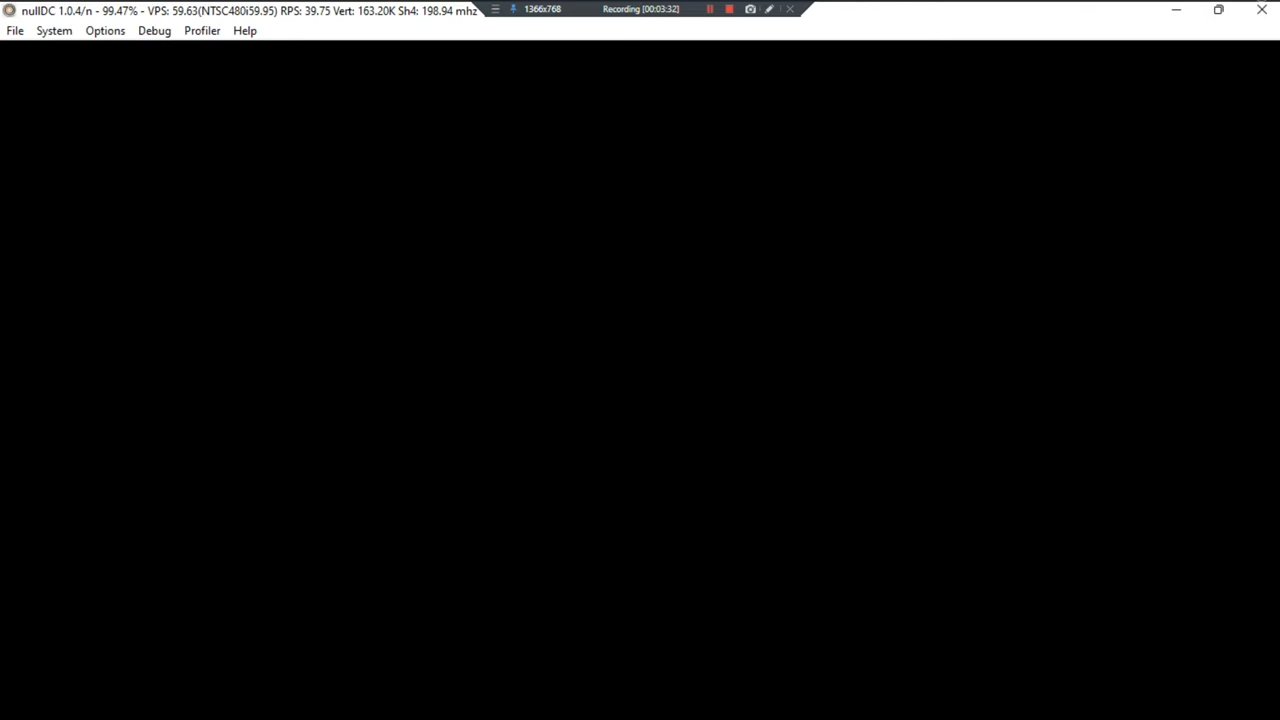 nullDC 1.0.4/n - 99.47% - VPS: 59.63(NTSC480i59.95) RPS: 39.75 Vert: 163.20K Sh4: 198.94 mhz
1366x768
Recording [00:03:32]
File System Options Debug Profiler Help